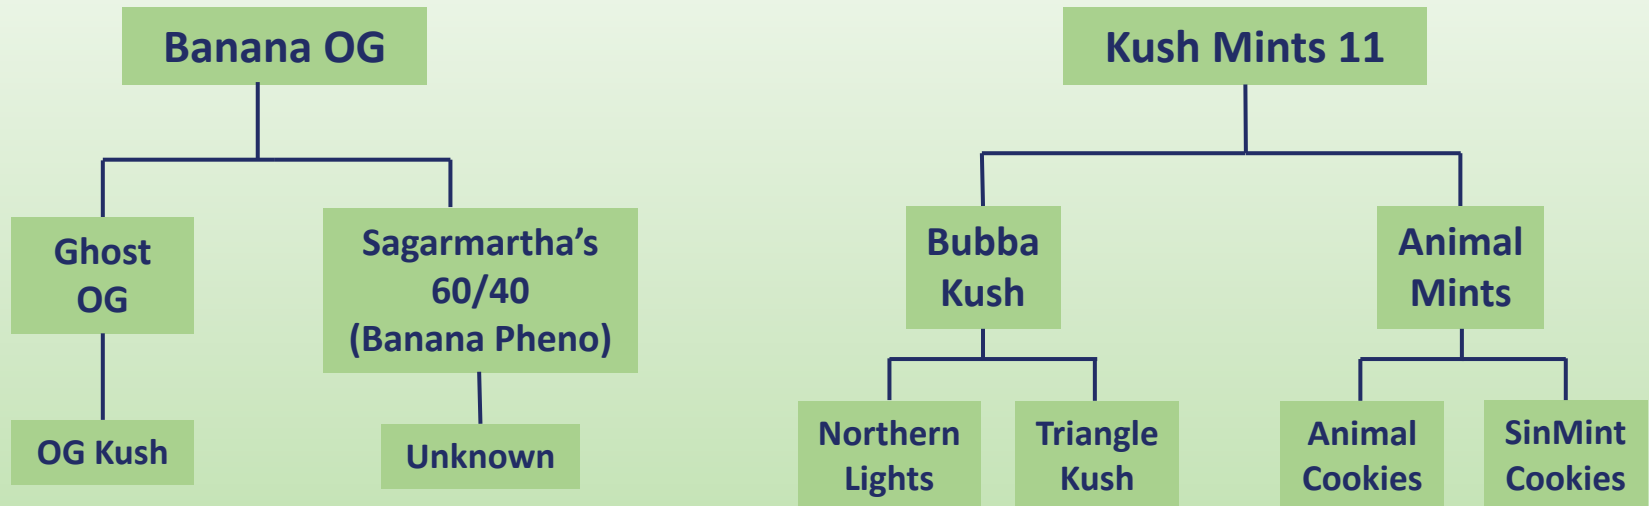 Banana OG
Kush Mints 11
Ghost
OG
Sagarmartha’s
60/40
(Banana Pheno)
Bubba
Kush
Animal
Mints
OG Kush
Unknown
Northern
Lights
Triangle
Kush
Animal
Cookies
SinMint
Cookies